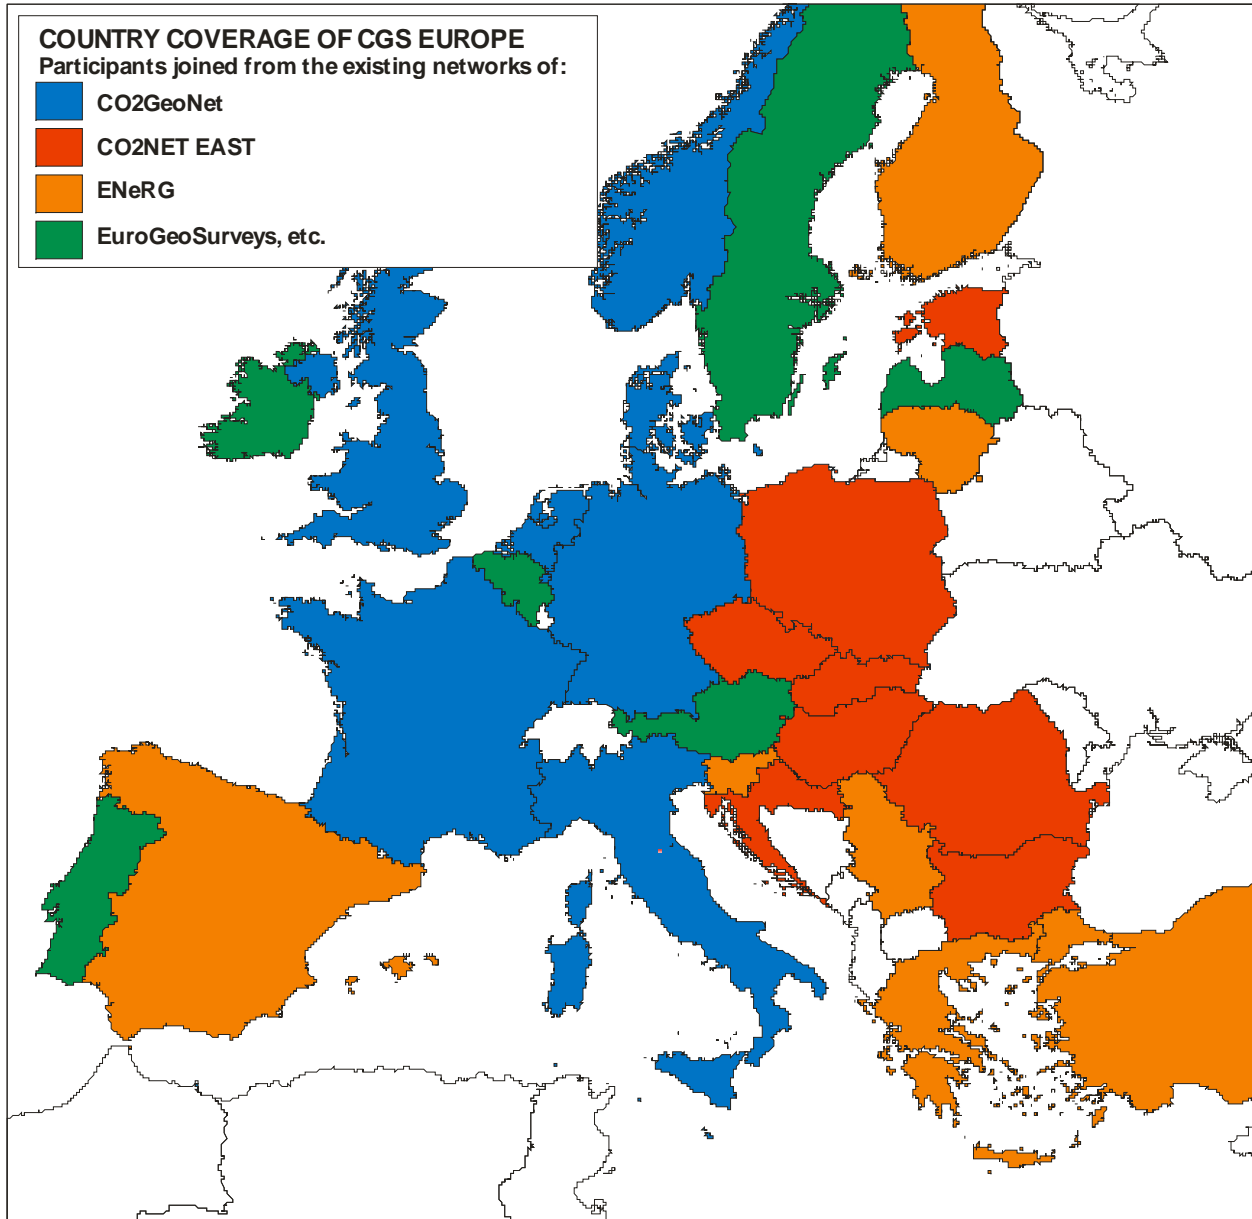 COUNTRY COVERAGE OF CGS EUROPE
Participants joined from the existing networks of:
CO2GeoNet
CO2NET EAST
ENeRG
EuroGeoSurveys, etc.